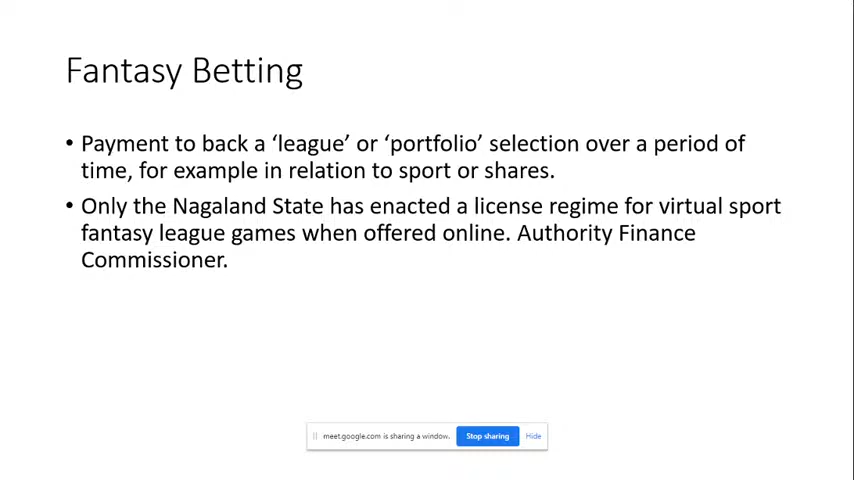 Fantasy Betting
• Payment to back a ‘league’ or ‘portfolio’ selection over a period of
time, for example in relation to sport or shares.
• Only the Nagaland State has enacted a license regime for virtual sport
fantasy league games when offered online. Authority Finance
Commissioner.
meet.google.com is sharing a window.
Stop sharing
Hide